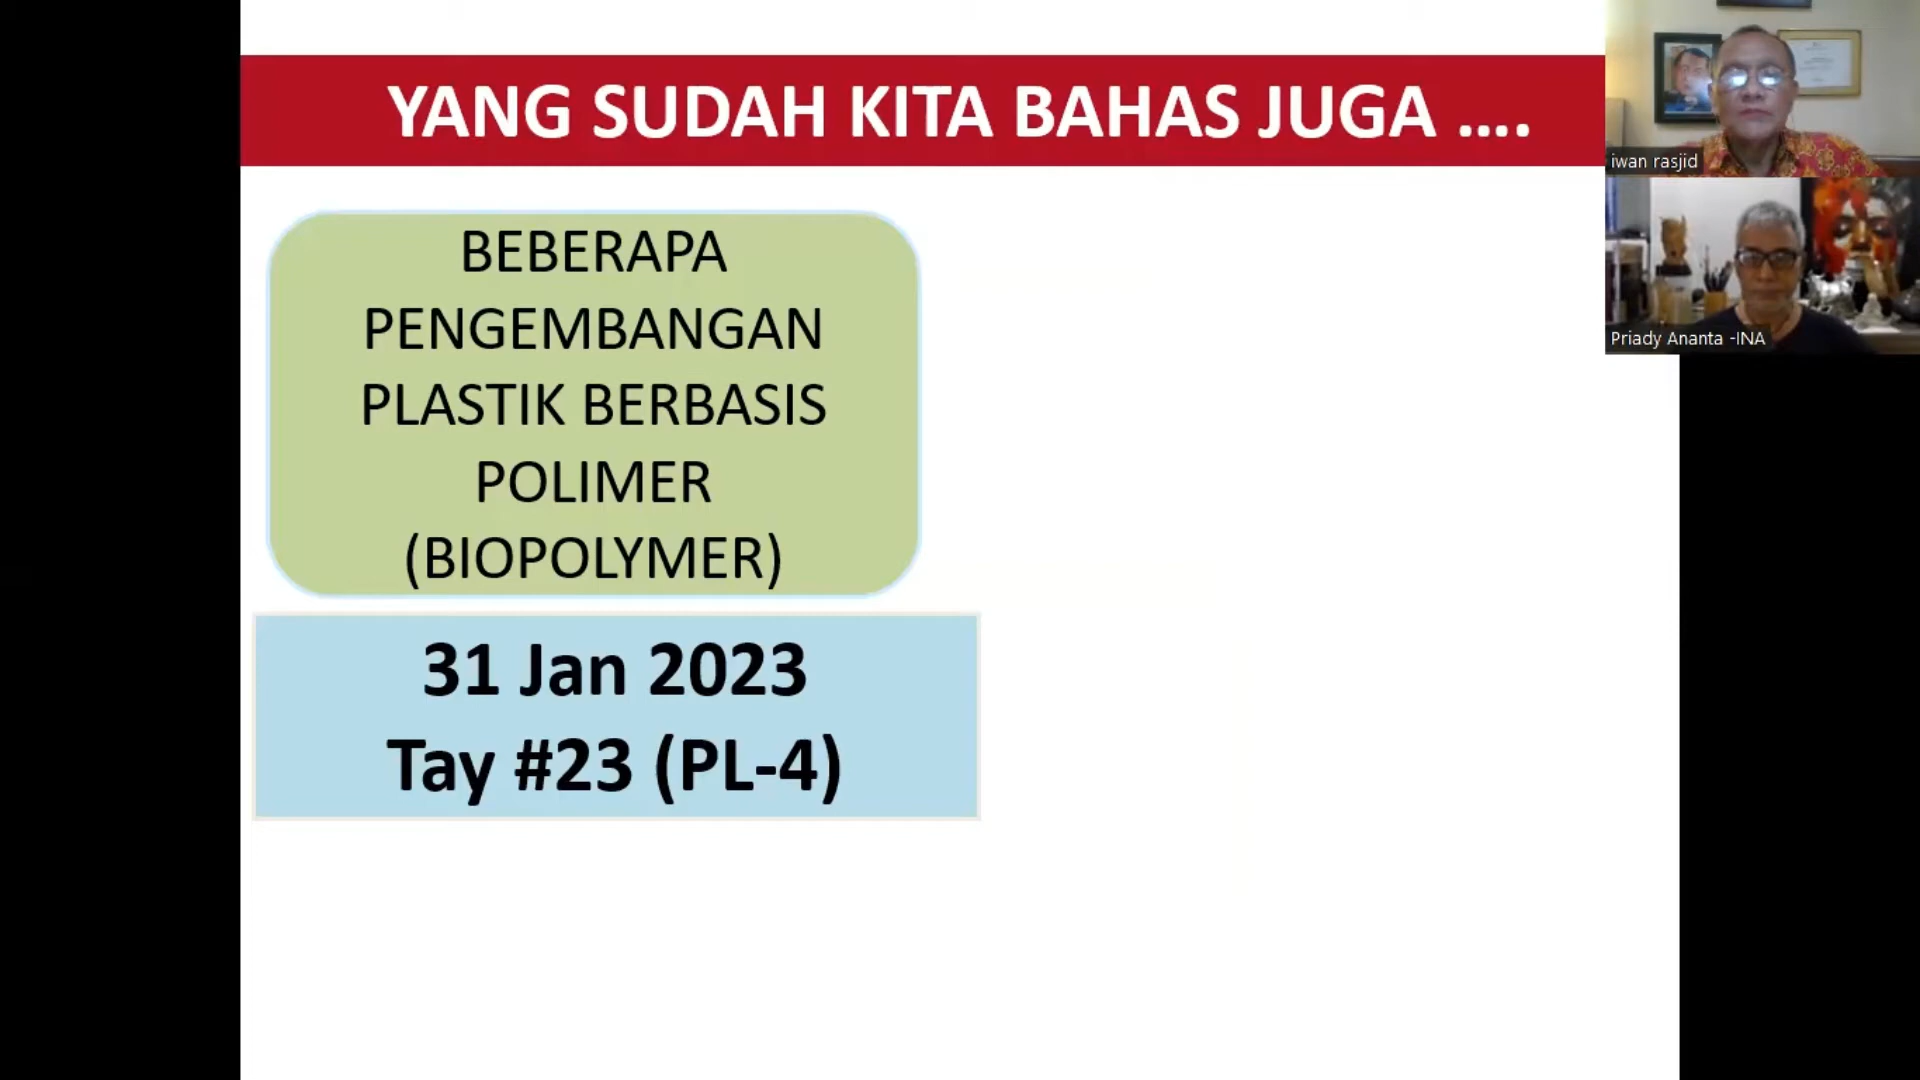 YANG SUDAH KITA BAHAS JUGA ....
BEBERAPA
PENGEMBANGAN
PLASTIK BERBASIS
POLIMER
(BIOPOLYMER)
31 Jan 2023
Tay #23 (PL-4)
iwan rasjid
Priady Ananta -INA